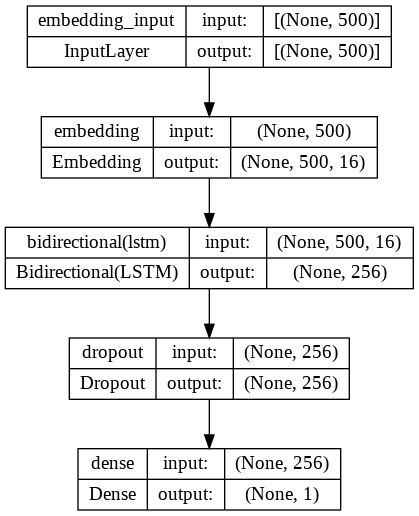 embedding_input input: [(None, 500)]
InputLayer output: [(None, 500)]
embedding input: (None, 500)
Embedding output: (None, 500, 16)
bidirectional(lstm) input: (None, 500, 16)
Bidirectional(LSTM) output: (None, 256)
dropout input: (None, 256)
Dropout output: (None, 256)
dense input: (None, 256)
Dense output: (None, 1)